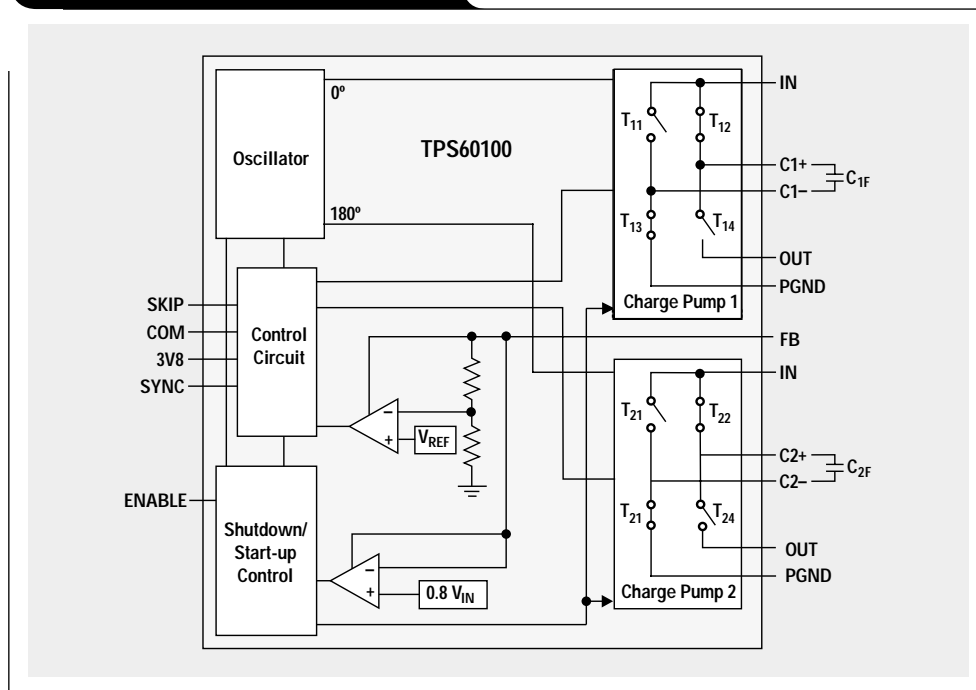 TPS60100
Oscillator
0º
180º
SKIP
COM
3V8
SYNC
Control
Circuit
ENABLE
Shutdown/
Start-up
Control
–
+
VREF
–
+
0.8 VIN
T11
T12
T13
T14
Charge Pump 1
IN
C1+
C1–
C1F
OUT
PGND
FB
T21
T22
T21
T24
Charge Pump 2
IN
C2+
C2–
C2F
OUT
PGND